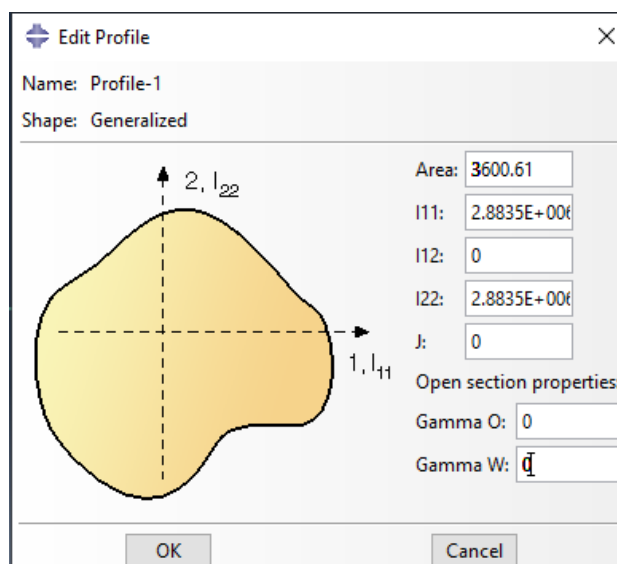 Edit Profile
Name: Profile-1
Shape: Generalized
2, I22
1, I11
Area: 3600.61
I11: 2.8835E+006
I12: 0
I22: 2.8835E+006
J: 0
Open section properties:
Gamma O: 0
Gamma W: 0
OK
Cancel